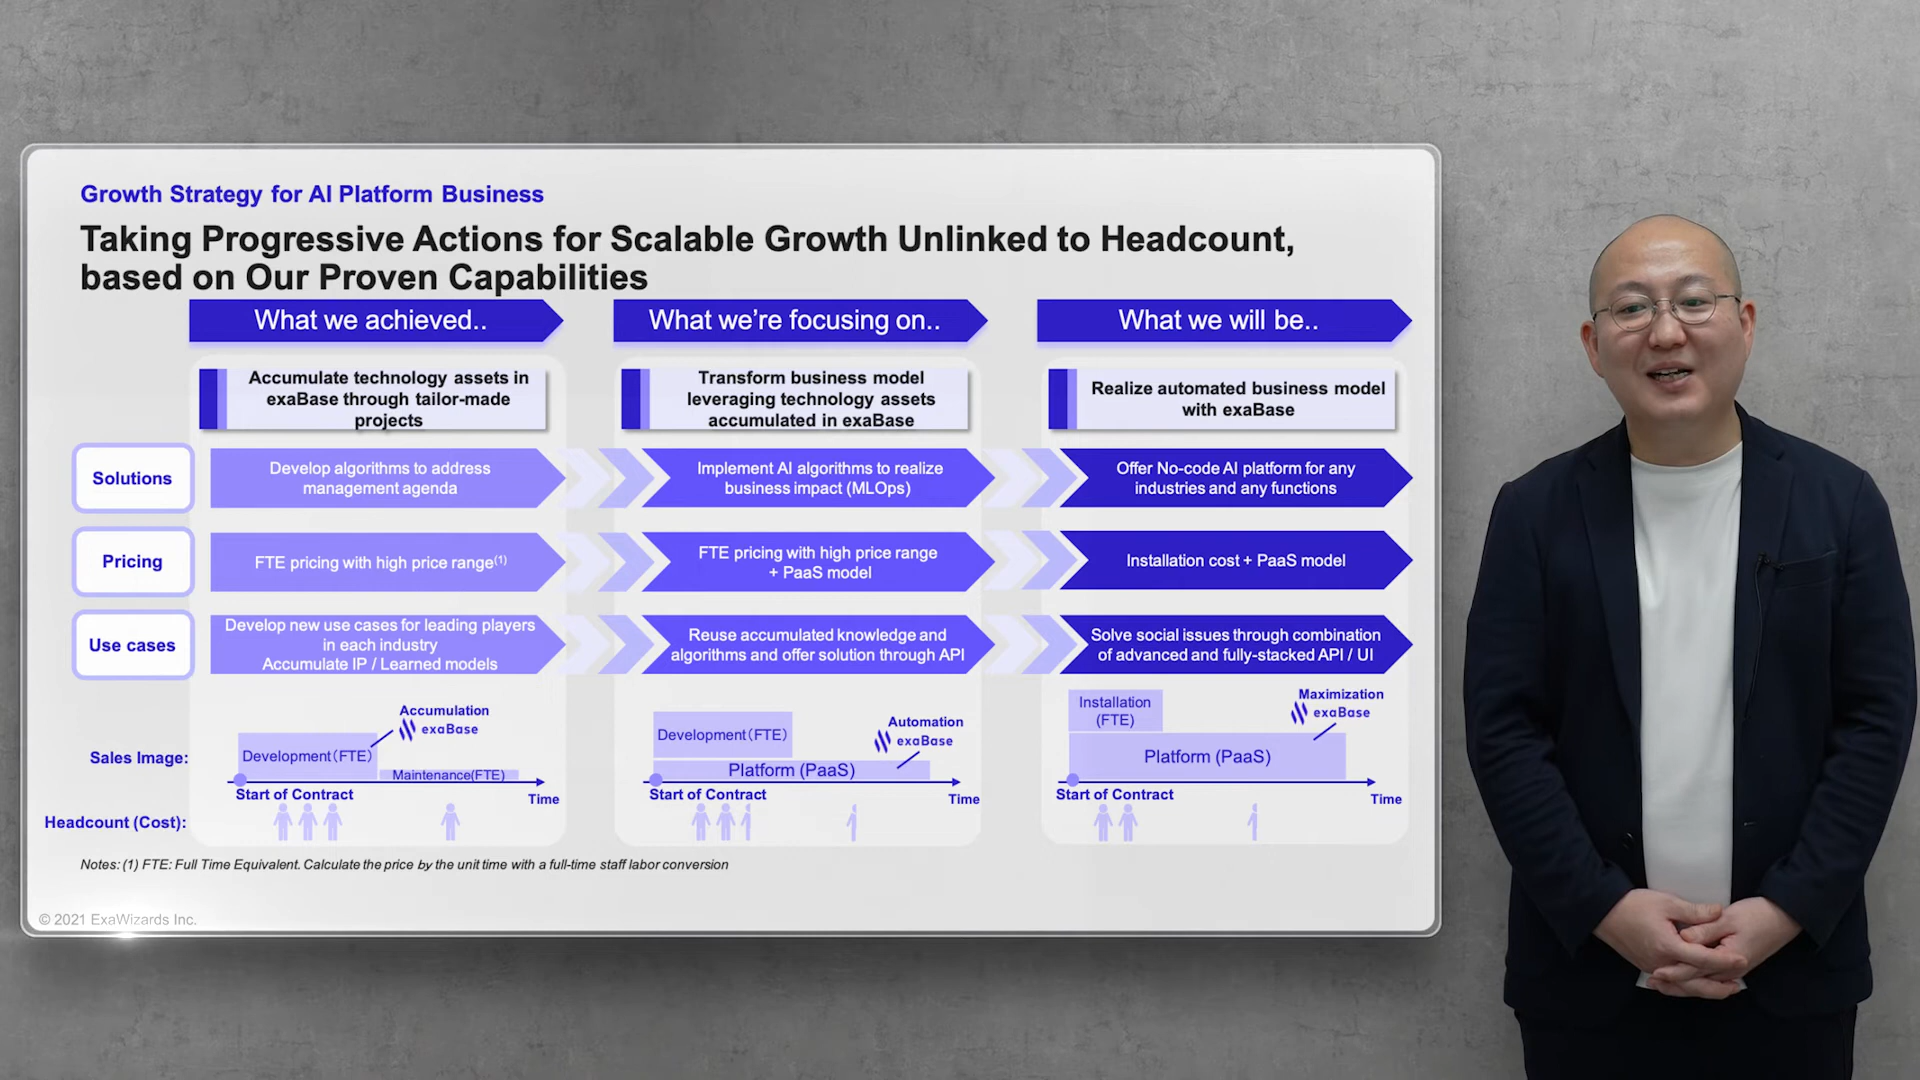 Growth Strategy for AI Platform Business
Taking Progressive Actions for Scalable Growth Unlinked to Headcount,
based on Our Proven Capabilities
What we achieved..
What we're focusing on..
What we will be..
Accumulate technology assets in
exaBase through tailor-made
projects
Transform business model
leveraging technology assets
accumulated in exaBase
Realize automated business model
with exaBase
Solutions
Develop algorithms to address
management agenda
Implement AI algorithms to realize
business impact (MLOps)
Offer No-code AI platform for any
industries and any functions
Pricing
FTE pricing with high price range(1)
FTE pricing with high price range
+ PaaS model
Installation cost + PaaS model
Use cases
Develop new use cases for leading players
in each industry
Accumulate IP / Learned models
Reuse accumulated knowledge and
algorithms and offer solution through API
Solve social issues through combination
of advanced and fully-stacked API / UI
Sales Image:
Accumulation
exaBase
Development(FTE)
Maintenance(FTE)
Start of Contract
Time
Development(FTE)
Automation
exaBase
Platform (PaaS)
Start of Contract
Time
Installation
(FTE)
Maximization
exaBase
Platform (PaaS)
Start of Contract
Time
Headcount (Cost):
Notes: (1) FTE: Full Time Equivalent. Calculate the price by the unit time with a full-time staff labor conversion
© 2021 ExaWizards Inc.